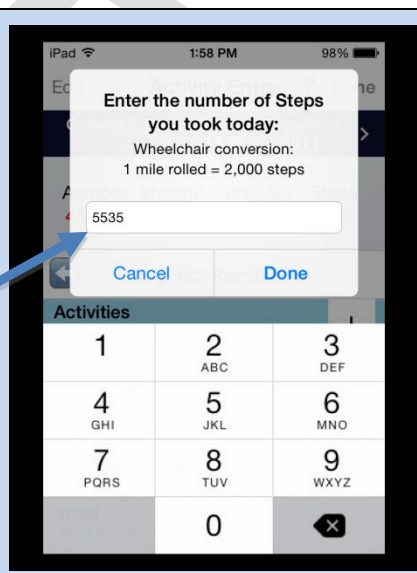 iPad 1:58 PM 98%
Enter the number of Steps
you took today:
Wheelchair conversion:
1 mile rolled = 2,000 steps
5535
Cancel Done
Activities
1 2 3
ABC DEF
4 5 6
GHI JKL MNO
7 8 9
PQRS TUV WXYZ
0